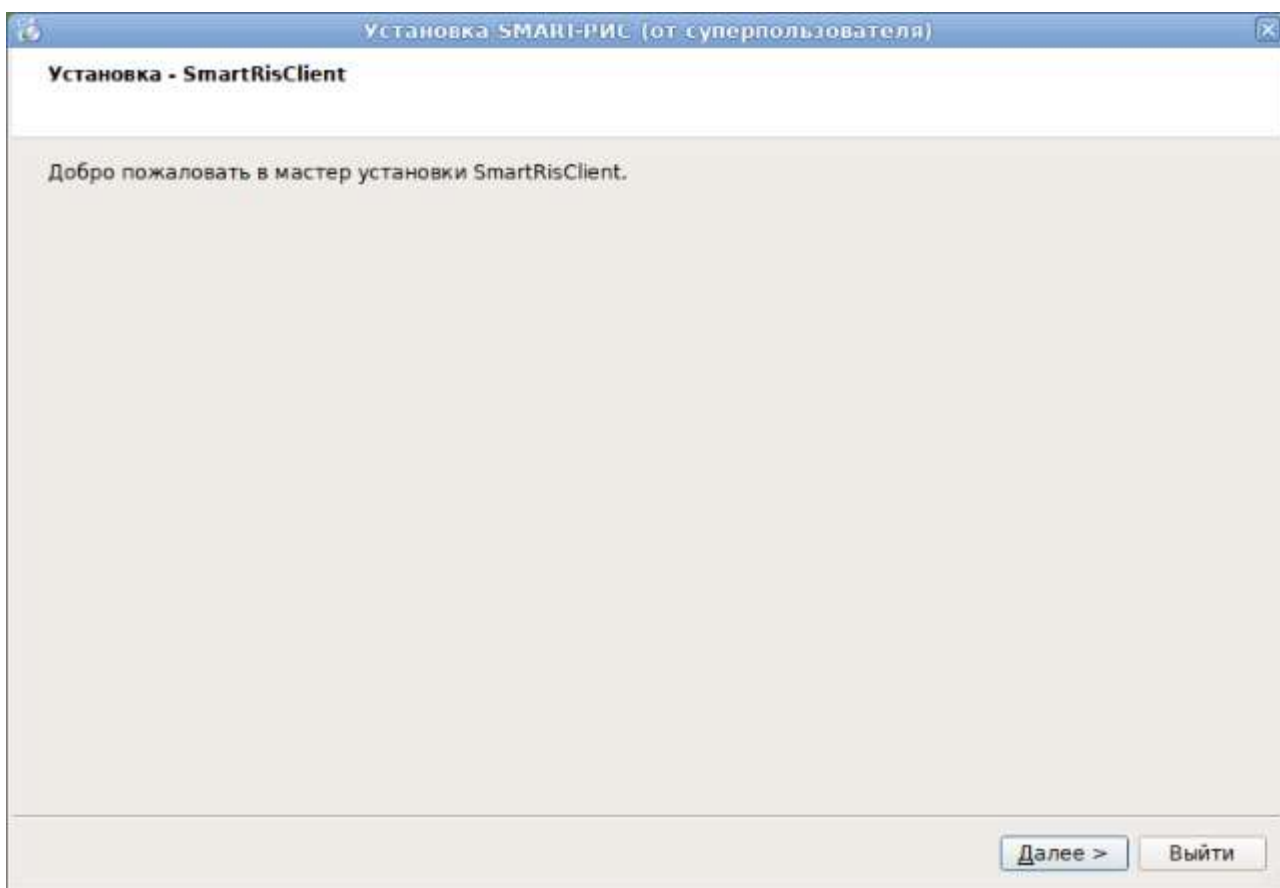 Установка SMART-РИС (от суперпользователя)
Установка - SmartRisClient
Добро пожаловать в мастер установки SmartRisClient.
Далее >
Выйти